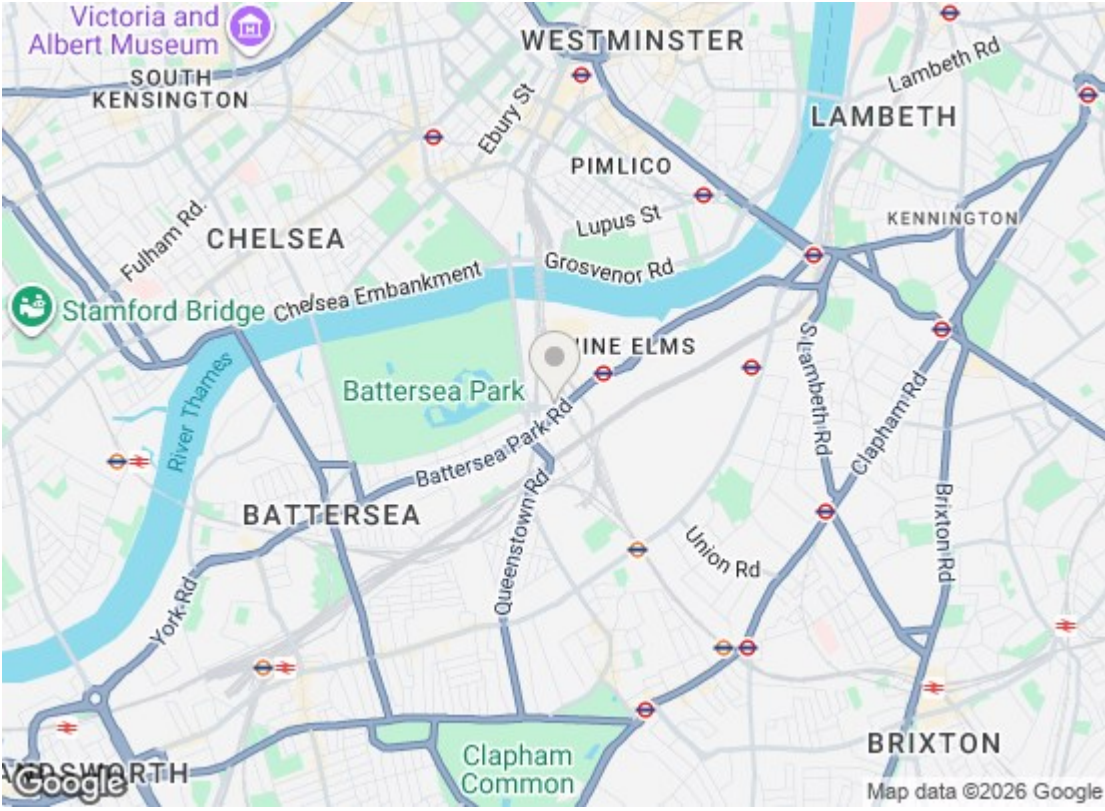 Victoria and
Albert Museum
WESTMINSTER
Lambeth Rd
SOUTH
KENSINGTON
Ebury St
LAMBETH
PIMLICO
Fulham Rd.
Lupus St
KENNINGTON
CHELSEA
Grosvenor Rd
Chelsea Embankment
Stamford Bridge
NINE ELMS
S Lambeth Rd
River Thames
Battersea Park
Clapham Rd
Battersea Park Rd
BATTERSEA
Queenstown Rd
Brixton Rd
Union Rd
York Rd
Clapham
Common
BRIXTON
ANDSWORTH
Google
Map data ©2026 Google